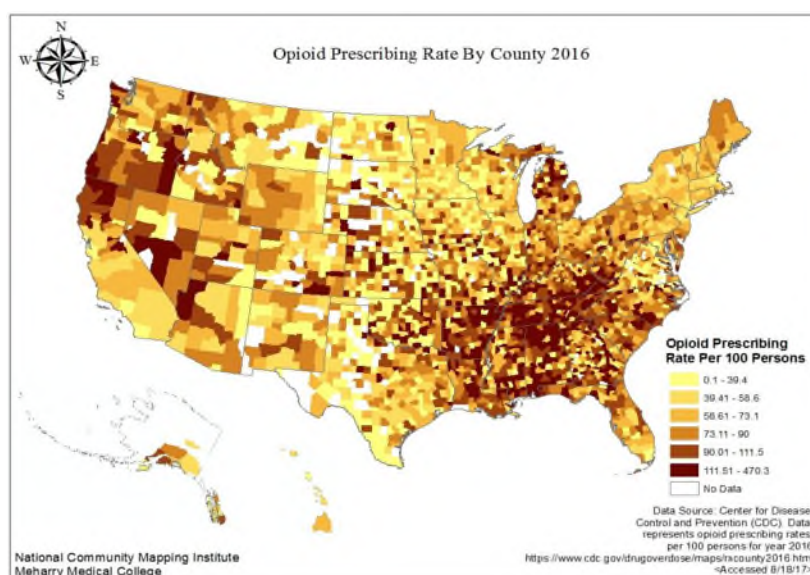 N
W E
S
Opioid Prescribing Rate By County 2016
Opioid Prescribing
Rate Per 100 Persons
0.1 - 39.4
39.41 - 58.6
58.61 - 73.1
73.11 - 90
90.01 - 111.5
111.51 - 470.3
No Data
Data Source: Center for Disease
Control and Prevention (CDC). Data
represents opioid prescribing rates
per 100 persons for year 2016
https://www.cdc.gov/drugoverdose/maps/rxcounty2016.html
<Accessed 8/18/17>
National Community Mapping Institute
Meharry Medical College